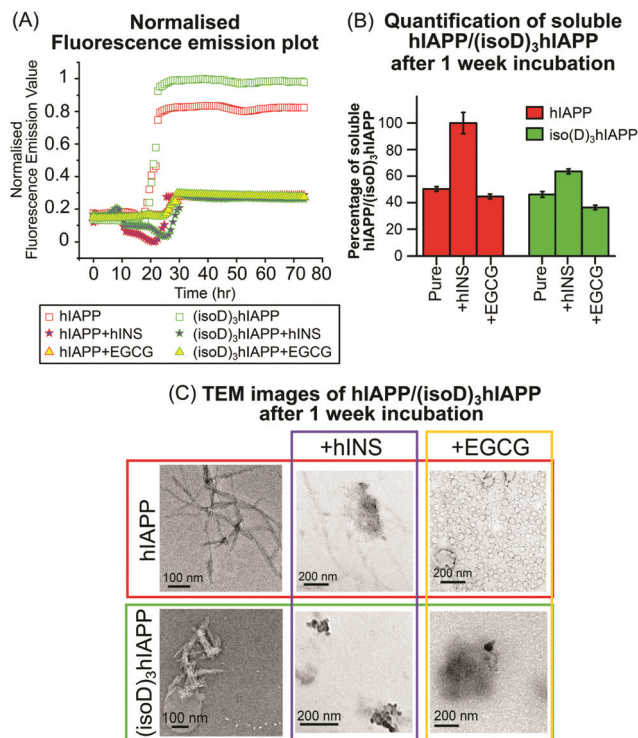 (A) Normalised
Fluorescence emission plot
Normalised
Fluorescence Emission Value
1
0.8
0.6
0.4
0.2
0
0 10 20 30 40 50 60 70 80
Time (hr)
hIAPP
(isoD)3hIAPP
hIAPP+hINS
(isoD)3hIAPP+hINS
hIAPP+EGCG
(isoD)3hIAPP+EGCG
(B) Quantification of soluble
hIAPP/(isoD)3hIAPP
after 1 week incubation
Percentage of soluble
hIAPP/(isoD)3hIAPP
100
80
60
40
20
0
hIAPP
iso(D)3hIAPP
Pure
+hINS
+EGCG
Pure
+hINS
+EGCG
(C) TEM images of hIAPP/(isoD)3hIAPP
after 1 week incubation
+hINS
+EGCG
hIAPP
100 nm
200 nm
200 nm
(isoD)3hIAPP
100 nm
200 nm
200 nm